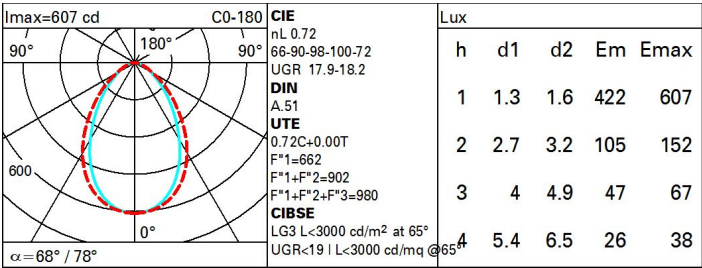 Imax=607 cd C0-180
90° 180° 90°
600
0°
α=68° / 78°
CIE
nL 0.72
66-90-98-100-72
UGR 17.9-18.2
DIN
A.51
UTE
0.72C+0.00T
F"1=662
F"1+F"2=902
F"1+F"2+F"3=980
CIBSE
LG3 L<3000 cd/m² at 65°
UGR<19 | L<3000 cd/mq @65°
Lux
h d1 d2 Em Emax
1 1.3 1.6 422 607
2 2.7 3.2 105 152
3 4 4.9 47 67
4 5.4 6.5 26 38